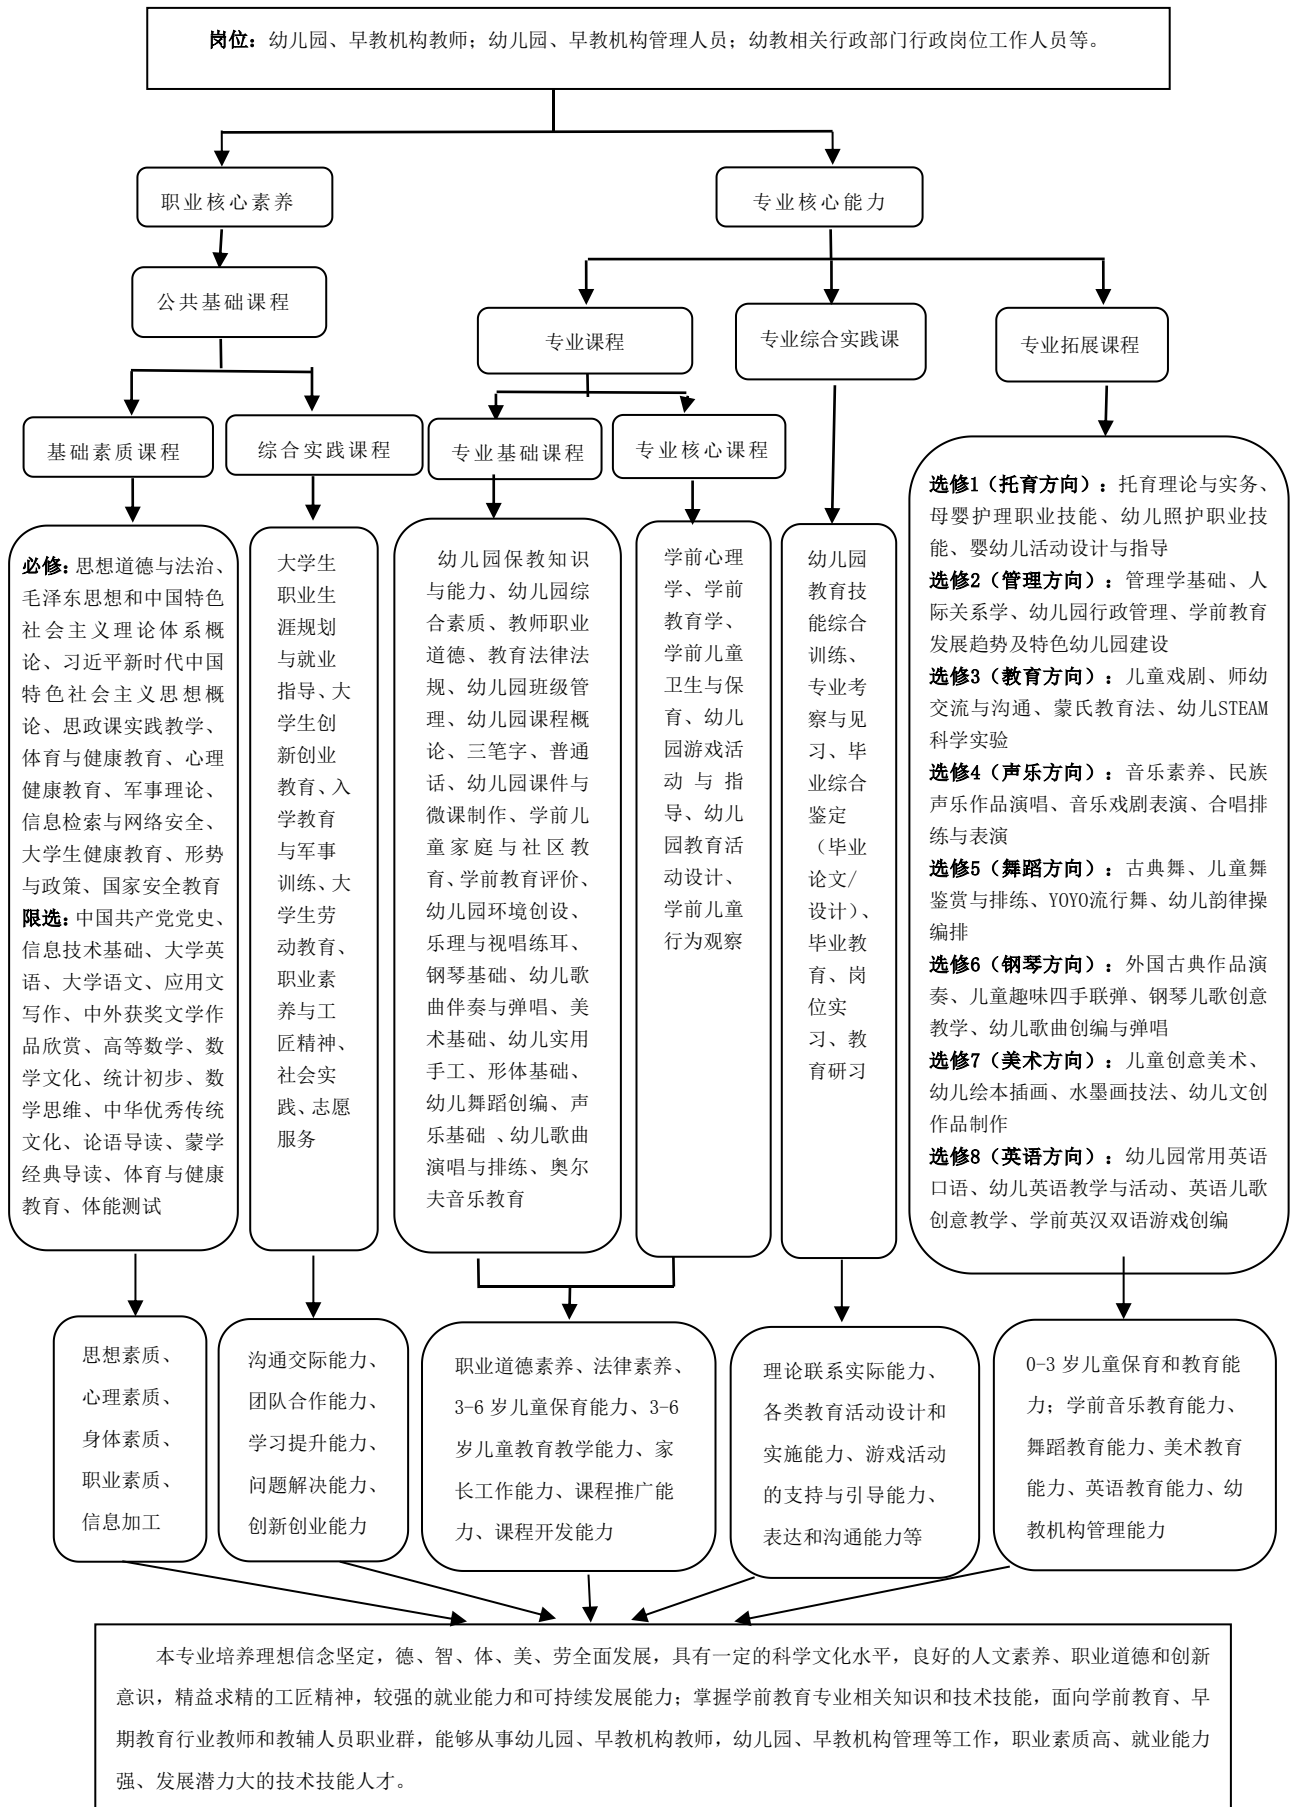 岗位：幼儿园、早教机构教师；幼儿园、早教机构管理人员；幼教相关行政部门行政岗位工作人员等。
职业核心素养
专业核心能力
公共基础课程
专业课程
专业综合实践课
专业拓展课程
基础素质课程
综合实践课程
专业基础课程
专业核心课程
必修:思想道德与法治、
毛泽东思想和中国特色
社会主义理论体系概
论、习近平新时代中国
特色社会主义思想概
论、思政课实践教学、
体育与健康教育、心理
健康教育、军事理论、
信息检索与网络安全、
大学生健康教育、形势
与政策、国家安全教育
限选:中国共产党党史、
信息技术基础、大学英
语、大学语文、应用文
写作、中外获奖文学作
品欣赏、高等数学、数
学文化、统计初步、数
学思维、中华优秀传统
文化、论语导读、蒙学
经典导读、体育与健康
教育、体能测试
大学生
职业生
涯规划
与就业
指导、大
学生创
新创业
教育、入
学教育
与军事
训练、大
学生劳
动教育、
职业素
养与工
匠精神、
社会实
践、志愿
服务
幼儿园保教知识
与能力、幼儿园综
合素质、教师职业
道德、教育法律法
规、幼儿园班级管
理、幼儿园课程概
论、三笔字、普通
话、幼儿园课件与
微课制作、学前儿
童家庭与社区教
育、学前教育评价、
幼儿园环境创设、
乐理与视唱练耳、
钢琴基础、幼儿歌
曲伴奏与弹唱、美
术基础、幼儿实用
手工、形体基础、
幼儿舞蹈创编、声
乐基础 、幼儿歌曲
演唱与排练、奥尔
夫音乐教育
学前心理
学、学前
教育学、
学前儿童
卫生与保
育、幼儿
园游戏活
动与指
导、幼儿
园教育活
动设计、
学前儿童
行为观察
幼儿园
教育技
能综合
训练、
专业考
察与见
习、毕
业综合
鉴定
（毕业
论文/
设计）、
毕业教
育、岗
位实
习、教
育研习
选修1（托育方向）：托育理论与实务、
母婴护理职业技能、幼儿照护职业技
能、婴幼儿活动设计与指导
选修2（管理方向）：管理学基础、人
际关系学、幼儿园行政管理、学前教育
发展趋势及特色幼儿园建设
选修3（教育方向）：儿童戏剧、师幼
交流与沟通、蒙氏教育法、幼儿STEAM
科学实验
选修4（声乐方向）：音乐素养、民族
声乐作品演唱、音乐戏剧表演、合唱排
练与表演
选修5（舞蹈方向）：古典舞、儿童舞
鉴赏与排练、YOYO流行舞、幼儿韵律操
编排
选修6（钢琴方向）：外国古典作品演
奏、儿童趣味四手联弹、钢琴儿歌创意
教学、幼儿歌曲创编与弹唱
选修7（美术方向）：儿童创意美术、
幼儿绘本插画、水墨画技法、幼儿文创
作品制作
选修8（英语方向）：幼儿园常用英语
口语、幼儿英语教学与活动、英语儿歌
创意教学、学前英汉双语游戏创编
思想素质、
心理素质、
身体素质、
职业素质、
信息加工
沟通交际能力、
团队合作能力、
学习提升能力、
问题解决能力、
创新创业能力
职业道德素养、法律素养、
3-6 岁儿童保育能力、3-6
岁儿童教育教学能力、家
长工作能力、课程推广能
力、课程开发能力
理论联系实际能力、
各类教育活动设计和
实施能力、游戏活动
的支持与引导能力、
表达和沟通能力等
0-3 岁儿童保育和教育能
力；学前音乐教育能力、
舞蹈教育能力、美术教育
能力、英语教育能力、幼
教机构管理能力
本专业培养理想信念坚定，德、智、体、美、劳全面发展，具有一定的科学文化水平，良好的人文素养、职业道德和创新
意识，精益求精的工匠精神，较强的就业能力和可持续发展能力；掌握学前教育专业相关知识和技术技能，面向学前教育、早
期教育行业教师和教辅人员职业群，能够从事幼儿园、早教机构教师，幼儿园、早教机构管理等工作，职业素质高、就业能力
强、发展潜力大的技术技能人才。